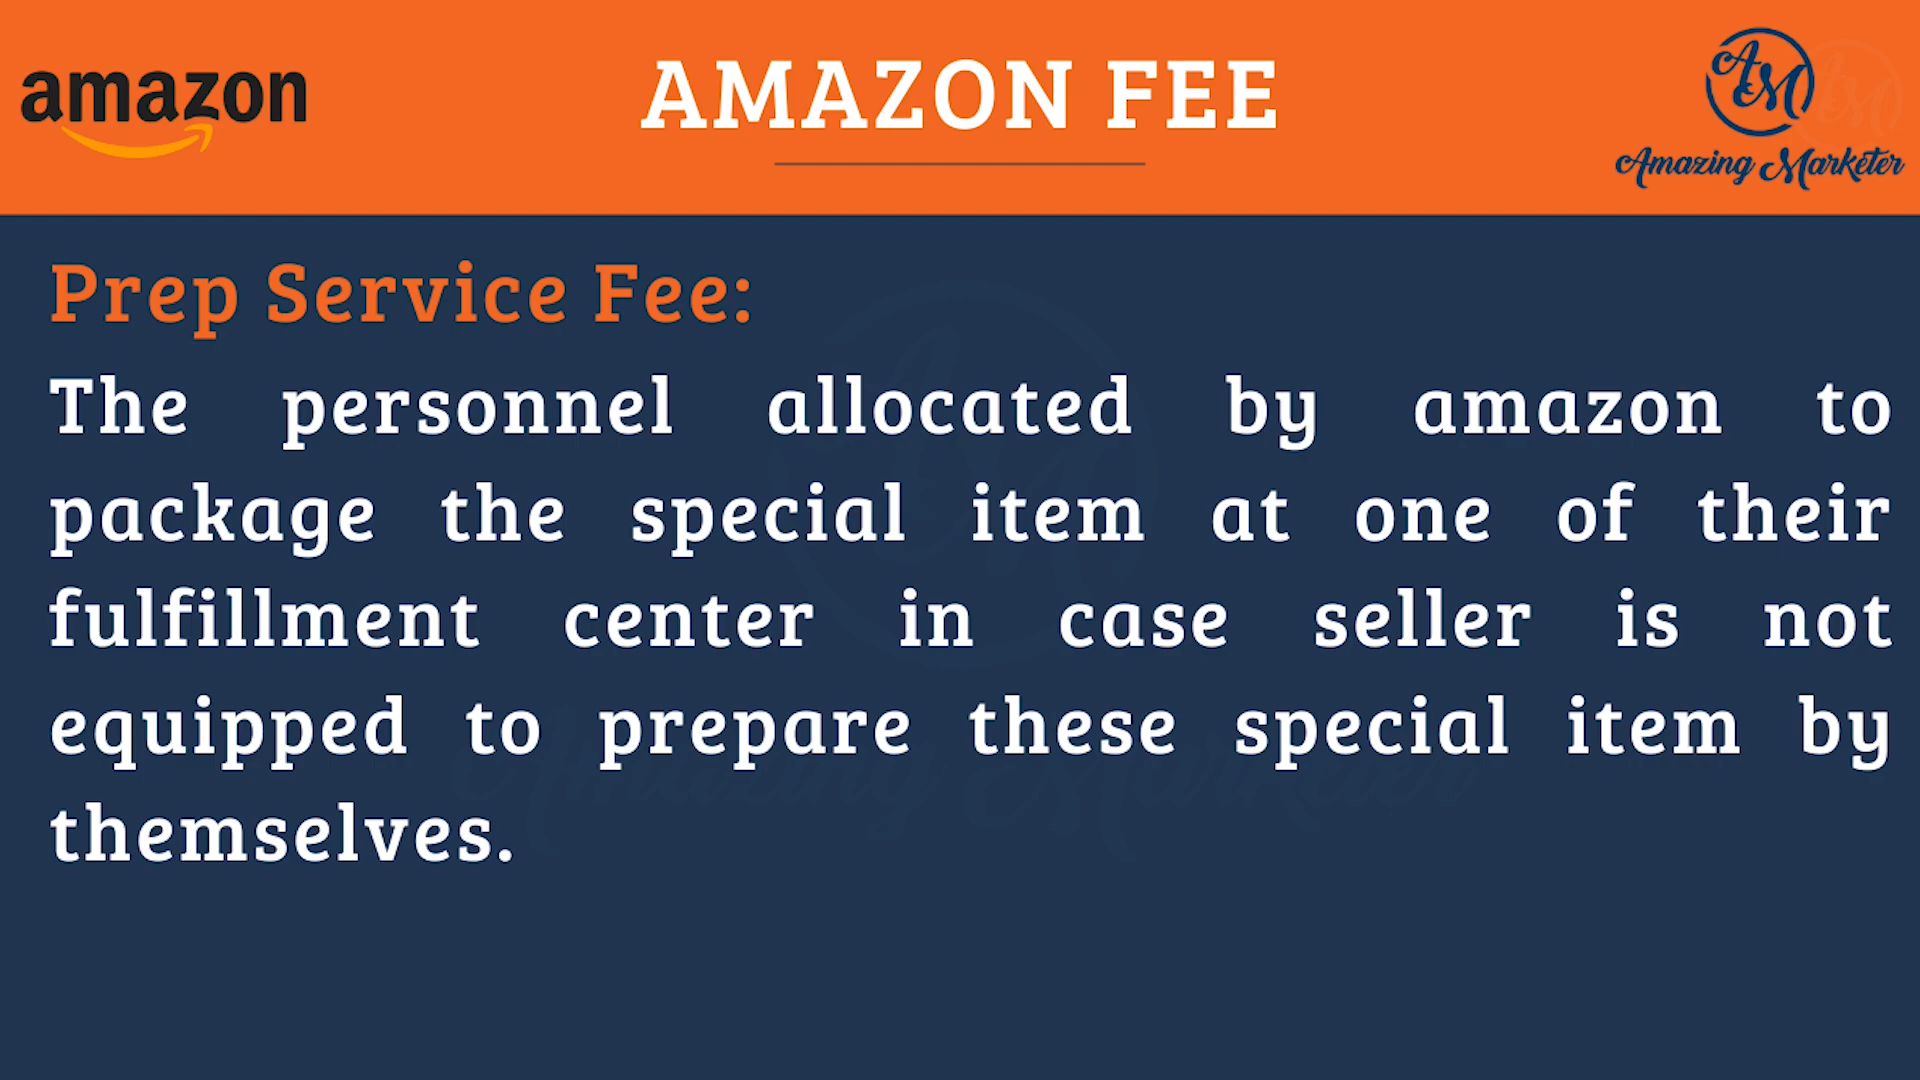 amazon
AMAZON FEE
AM
Amazing Marketer
Prep Service Fee:
The personnel allocated by amazon to
package the special item at one of their
fulfillment center in case seller is not
equipped to prepare these special item by
themselves.
Amazing Marketer